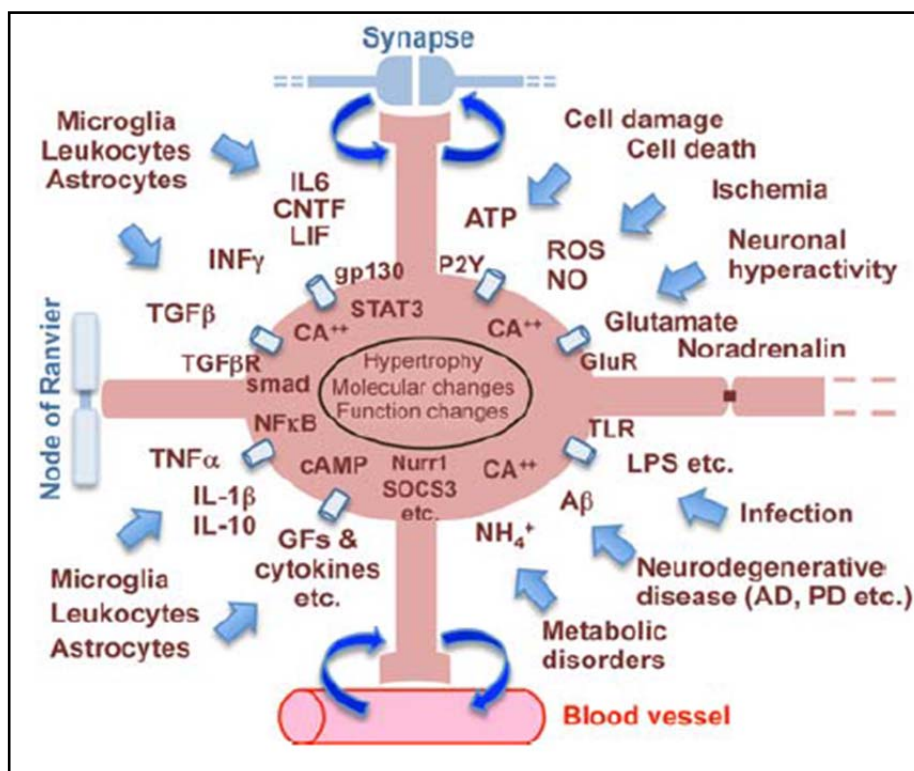 Synapse
Microglia
Leukocytes
Astrocytes
IL6
CNTF
LIF
INFγ
TGFβ
gp130
STAT3
CA⁺⁺
TGFβR
smad
NFκB
Cell damage
Cell death
Ischemia
Neuronal
hyperactivity
ATP
P2Y
ROS
NO
CA⁺⁺
Glutamate
Noradrenalin
GluR
Hypertrophy
Molecular changes
Function changes
Node of Ranvier
TNFα
IL-1β
IL-10
cAMP
Nurr1
SOCS3
etc.
CA⁺⁺
TLR
LPS etc.
Aβ
NH₄⁺
GFs &
cytokines
etc.
Microglia
Leukocytes
Astrocytes
Infection
Neurodegenerative
disease (AD, PD etc.)
Metabolic
disorders
Blood vessel